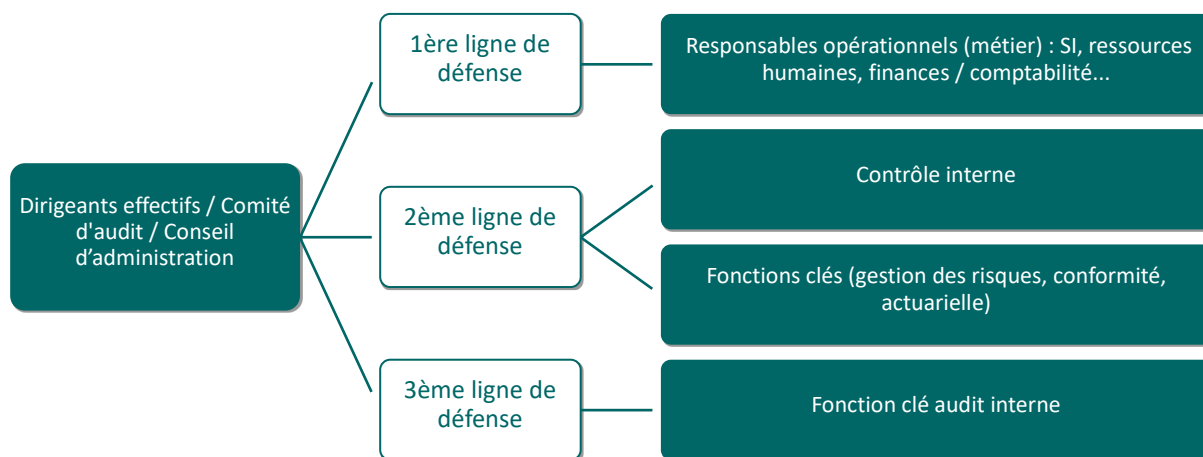 Dirigeants effectifs / Comité
d'audit / Conseil
d’administration
1ère ligne de
défense
Responsables opérationnels (métier) : SI, ressources
humaines, finances / comptabilité...
2ème ligne de
défense
Contrôle interne
Fonctions clés (gestion des risques, conformité,
actuarielle)
3ème ligne de
défense
Fonction clé audit interne